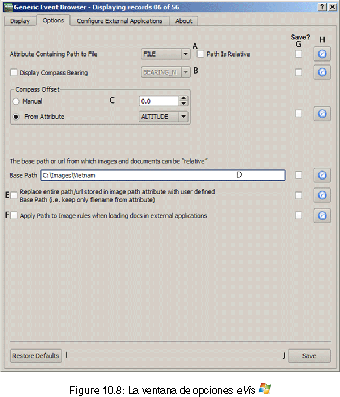 Generic Event Browser - Displaying records 06 of 56
Display Options Configure External Applications About
Save?
A G H
Attribute Containing Path to File FILE Path Is Relative
Display Compass Bearing BEARING_N B
Compass Offset
Manual C 0.0
From Attribute ALTITUDE
The base path or url from which images and documents can be "relative"
Base Path C:\Images\Vietnam D
E Replace entire path/url stored in image path attribute with user defined
Base Path (i.e. keep only filename from attribute)
F Apply Path to Image rules when loading docs in external applications
Restore Defaults I J Save
Figure 10.8: La ventana de opciones eVis